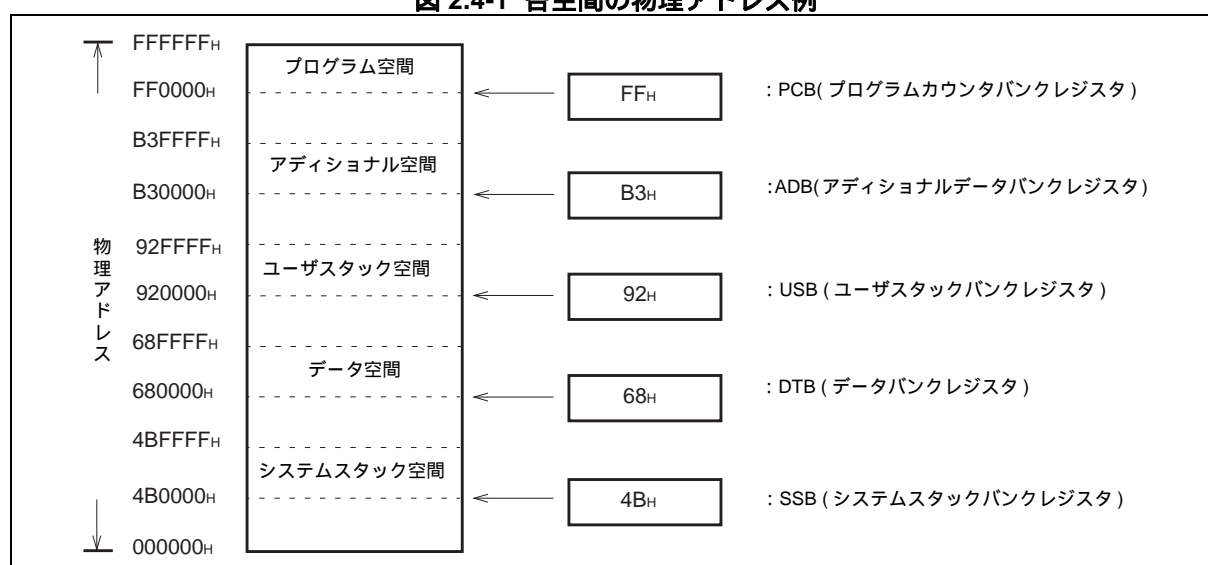 図 2.4-1 各空間の物理アドレス例
FFFFFFH
プログラム空間
FF0000H
FFH
: PCB( プログラムカウンタバンクレジスタ )
B3FFFFH
アディショナル空間
B30000H
B3H
:ADB(アディショナルデータバンクレジスタ)
物理アドレス
92FFFFH
ユーザスタック空間
920000H
92H
: USB ( ユーザスタックバンクレジスタ )
68FFFFH
データ空間
680000H
68H
: DTB ( データバンクレジスタ )
4BFFFFH
システムスタック空間
4B0000H
4BH
: SSB ( システムスタックバンクレジスタ )
000000H